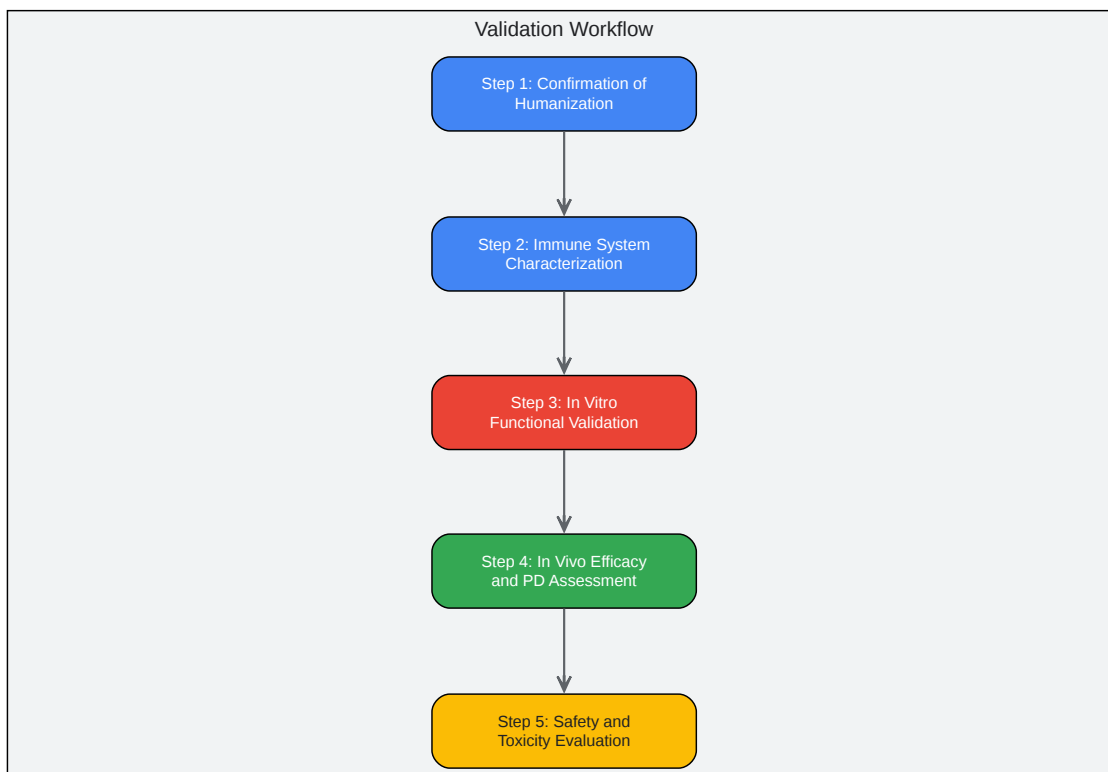 Validation Workflow
Step 1: Confirmation of
Humanization
Step 2: Immune System
Characterization
Step 3: In Vitro
Functional Validation
Step 4: In Vivo Efficacy
and PD Assessment
Step 5: Safety and
Toxicity Evaluation